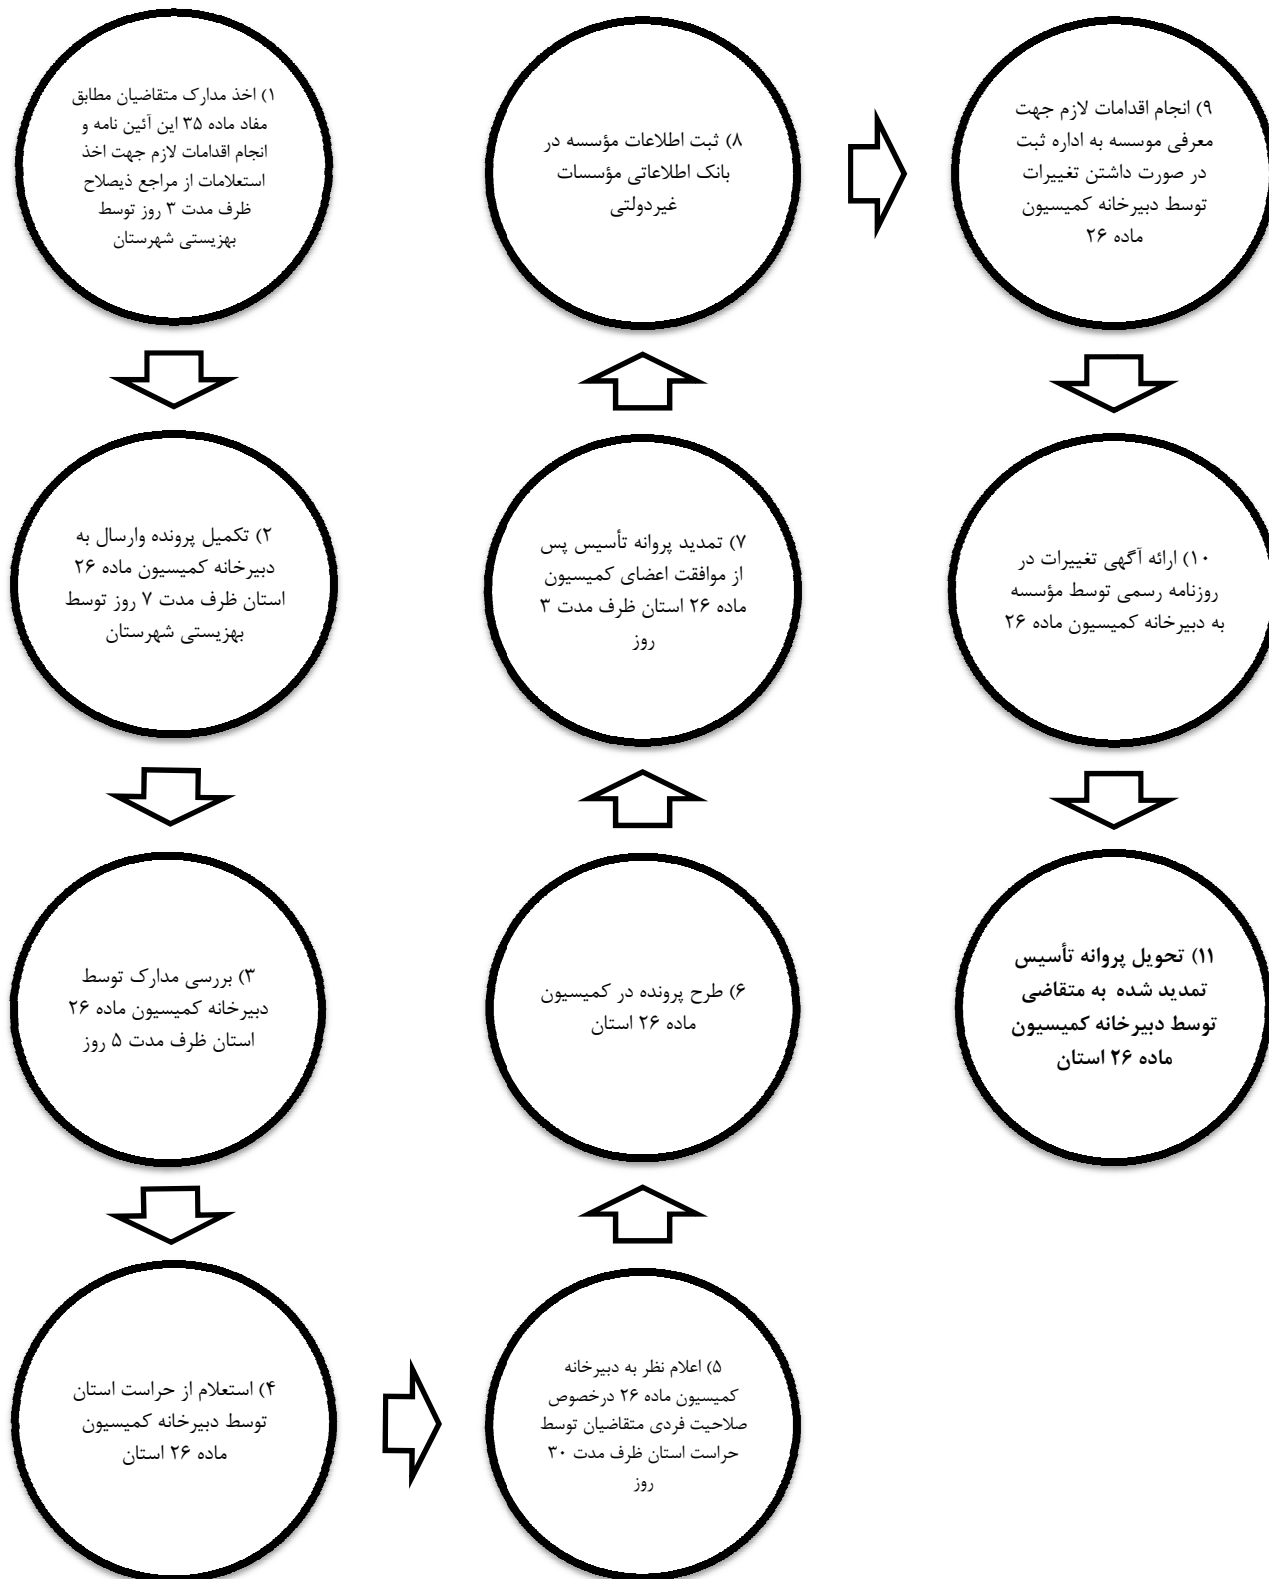 ۱) اخذ مدارک متقاضیان مطابق
مفاد ماده ۳۵ این آئین نامه و
انجام اقدامات لازم جهت اخذ
استعلامات از مراجع ذیصلاح
ظرف مدت ۳ روز توسط
بهزیستی شهرستان
۲) تکمیل پرونده وارسال به
دبیرخانه کمیسیون ماده ۲۶
استان ظرف مدت ۷ روز توسط
بهزیستی شهرستان
۳) بررسی مدارک توسط
دبیرخانه کمیسیون ماده ۲۶
استان ظرف مدت ۵ روز
۴) استعلام از حراست استان
توسط دبیرخانه کمیسیون
ماده ۲۶ استان
۵) اعلام نظر به دبیرخانه
کمیسیون ماده ۲۶ درخصوص
صلاحیت فردی متقاضیان توسط
حراست استان ظرف مدت ۳۰
روز
۶) طرح پرونده در کمیسیون
ماده ۲۶ استان
۷) تمدید پروانه تأسیس پس
از موافقت اعضای کمیسیون
ماده ۲۶ استان ظرف مدت ۳
روز
۸) ثبت اطلاعات مؤسسه در
بانک اطلاعاتی مؤسسات
غیردولتی
۹) انجام اقدامات لازم جهت
معرفی موسسه به اداره ثبت
در صورت داشتن تغییرات
توسط دبیرخانه کمیسیون
ماده ۲۶
۱۰) ارائه آگهی تغییرات در
روزنامه رسمی توسط مؤسسه
به دبیرخانه کمیسیون ماده ۲۶
۱۱) تحویل پروانه تأسیس
تمدید شده به متقاضی
توسط دبیرخانه کمیسیون
ماده ۲۶ استان